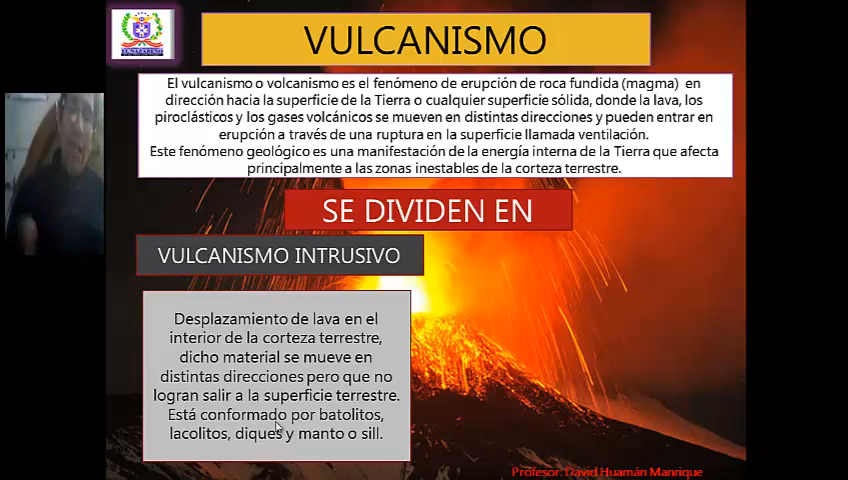 VULCANISMO
El vulcanismo o volcanismo es el fenómeno de erupción de roca fundida (magma) en
dirección hacia la superficie de la Tierra o cualquier superficie sólida, donde la lava, los
piroclásticos y los gases volcánicos se mueven en distintas direcciones y pueden entrar en
erupción a través de una ruptura en la superficie llamada ventilación.
Este fenómeno geológico es una manifestación de la energía interna de la Tierra que afecta
principalmente a las zonas inestables de la corteza terrestre.
SE DIVIDEN EN
VULCANISMO INTRUSIVO
Desplazamiento de lava en el
interior de la corteza terrestre,
dicho material se mueve en
distintas direcciones pero que no
logran salir a la superficie terrestre.
Está conformado por batolitos,
lacolitos, diques y manto o sill.
Profesor: David Huamán Manrique